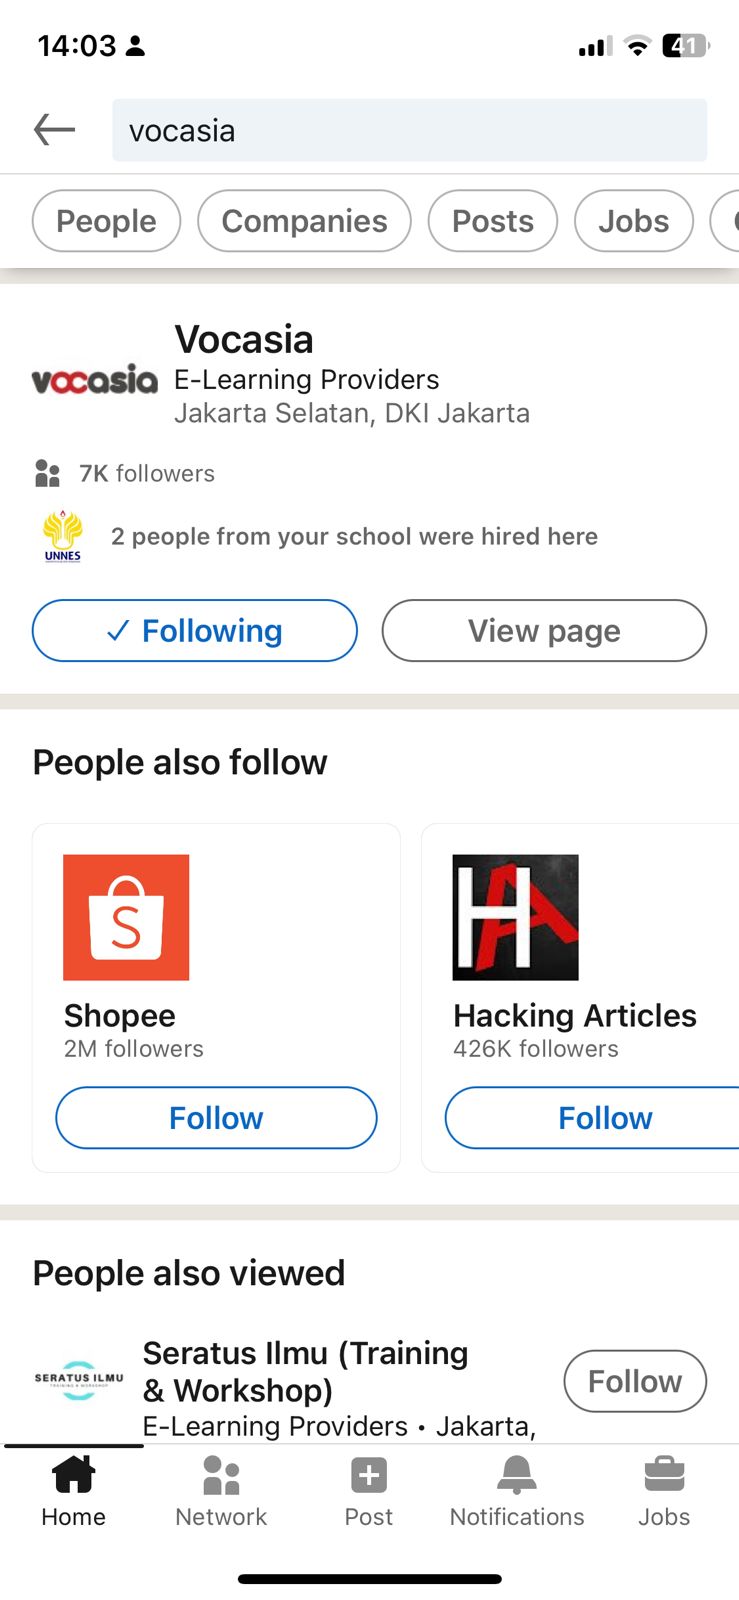 14:03
41
vocasia
People
Companies
Posts
Jobs
vocasia
Vocasia
E-Learning Providers
Jakarta Selatan, DKI Jakarta
7K followers
UNNES
2 people from your school were hired here
✓ Following
View page
People also follow
S
HA
Shopee
2M followers
Hacking Articles
426K followers
Follow
Follow
People also viewed
SERATUS ILMU
Seratus Ilmu (Training
& Workshop)
E-Learning Providers • Jakarta,
Follow
Home
Network
Post
Notifications
Jobs